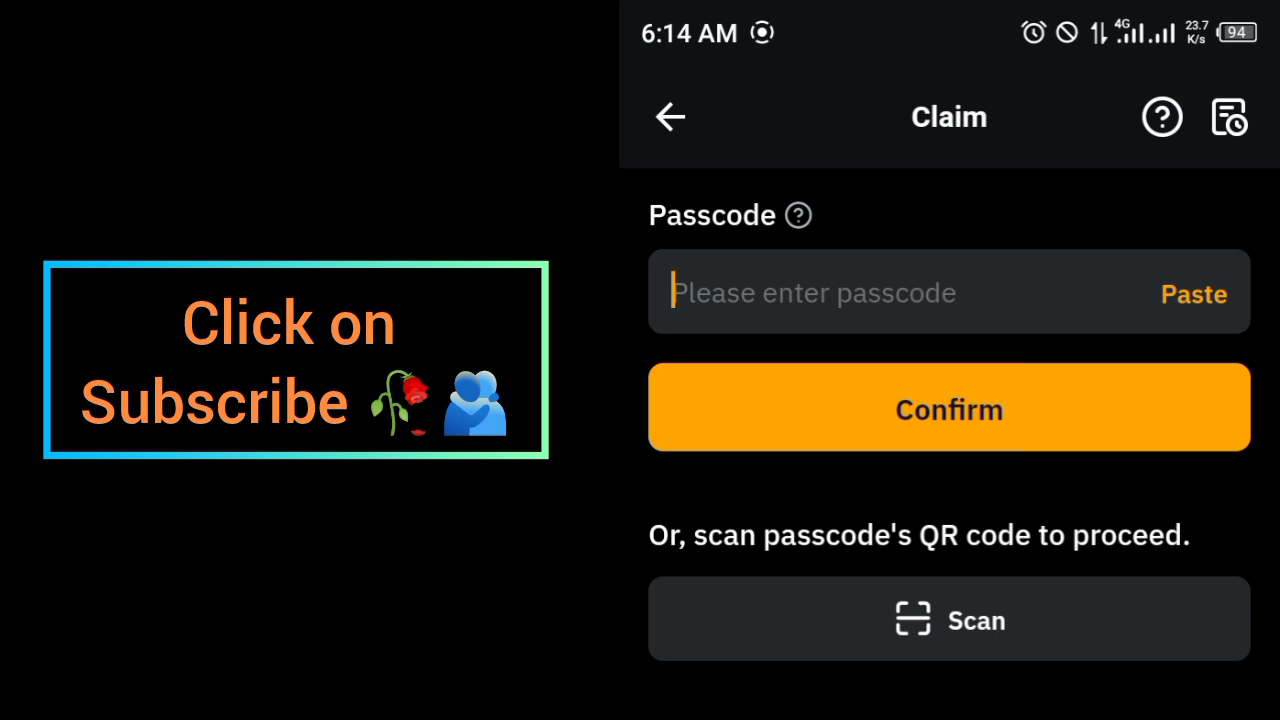 Click on
Subscribe 🥀🫂
6:14 AM
4G
23.7
K/s
94
Claim
Passcode
Please enter passcode
Paste
Confirm
Or, scan passcode's QR code to proceed.
Scan